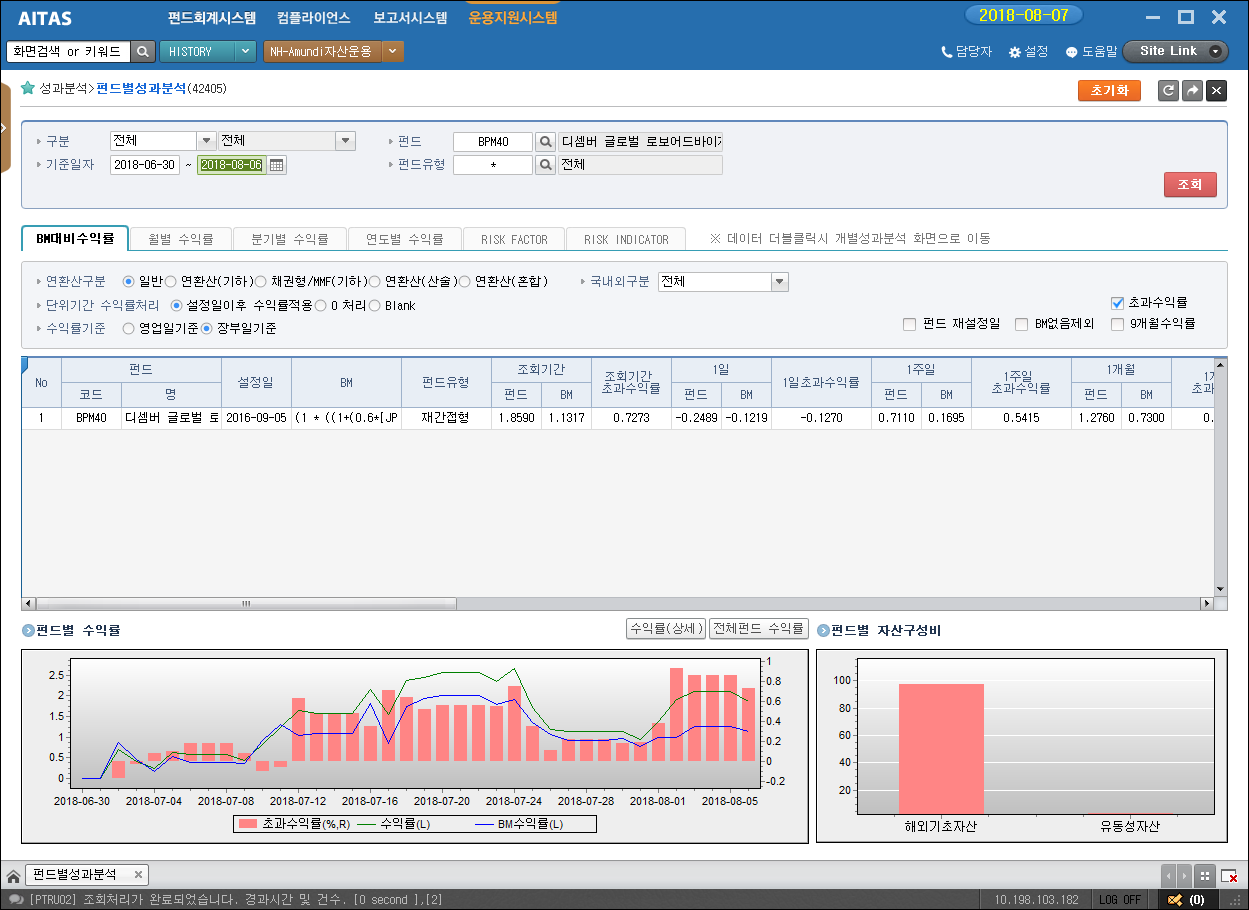 AITAS 펀드회계시스템 컴플라이언스 보고서시스템 운용지원시스템 2018-08-07
화면검색 or 키워드 HISTORY NH-Amundi자산운용 담당자 설정 도움말 Site Link
성과분석>펀드별성과분석(42405) 초기화
구분 전체 전체 펀드 BPM40 디셈버 글로벌 로보어드바이
기준일자 2018-06-30 ~ 2018-08-06 펀드유형 * 전체
조회
BM대비수익률 월별 수익률 분기별 수익률 연도별 수익률 RISK FACTOR RISK INDICATOR ※ 데이터 더블클릭시 개별성과분석 화면으로 이동
연환산구분 일반 연환산(기하) 채권형/MMF(기하) 연환산(산술) 연환산(혼합) 국내외구분 전체
단위기간 수익률처리 설정일이후 수익률적용 0 처리 Blank 초과수익률
수익률기준 영업일기준 장부일기준 펀드 재설정일 BM없음제외 9개월수익률
No 펀드 설정일 BM 펀드유형 조회기간 조회기간 초과수익률 1일 1일초과수익률 1주일 1주일 초과수익률 1개월
코드 명 펀드 BM 펀드 BM 펀드 BM 펀드 BM
1 BPM40 디셈버 글로벌 로 2016-09-05 (1 * ((1+(0.6*[JP 재간접형 1.8590 1.1317 0.7273 -0.2489 -0.1219 -0.1270 0.7110 0.1695 0.5415 1.2760 0.7300 0.
펀드별 수익률 수익률(상세) 전체펀드 수익률 펀드별 자산구성비
2.5
2
1.5
1
0.5
0
1
0.8
0.6
0.4
0.2
0
-0.2
2018-06-30 2018-07-04 2018-07-08 2018-07-12 2018-07-16 2018-07-20 2018-07-24 2018-07-28 2018-08-01 2018-08-05
초과수익률(%,R) 수익률(L) BM수익률(L)
100
80
60
40
20
해외기초자산 유동성자산
펀드별성과분석
[PTRU02] 조회처리가 완료되었습니다. 경과시간 및 건수. [0 second ],[2] 10.198.103.182 LOG OFF (0)